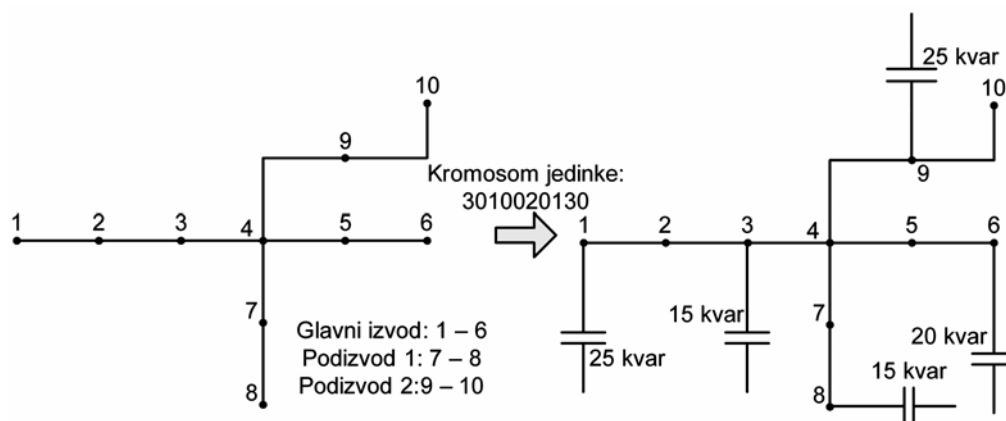 10
9
1 2 3 4 5 6
7
8
Glavni izvod: 1 – 6
Podizvod 1: 7 – 8
Podizvod 2:9 – 10
Kromosom jedinke:
3010020130
25 kvar
10
9
1 2 3 4 5 6
7
8
25 kvar
15 kvar
20 kvar
15 kvar